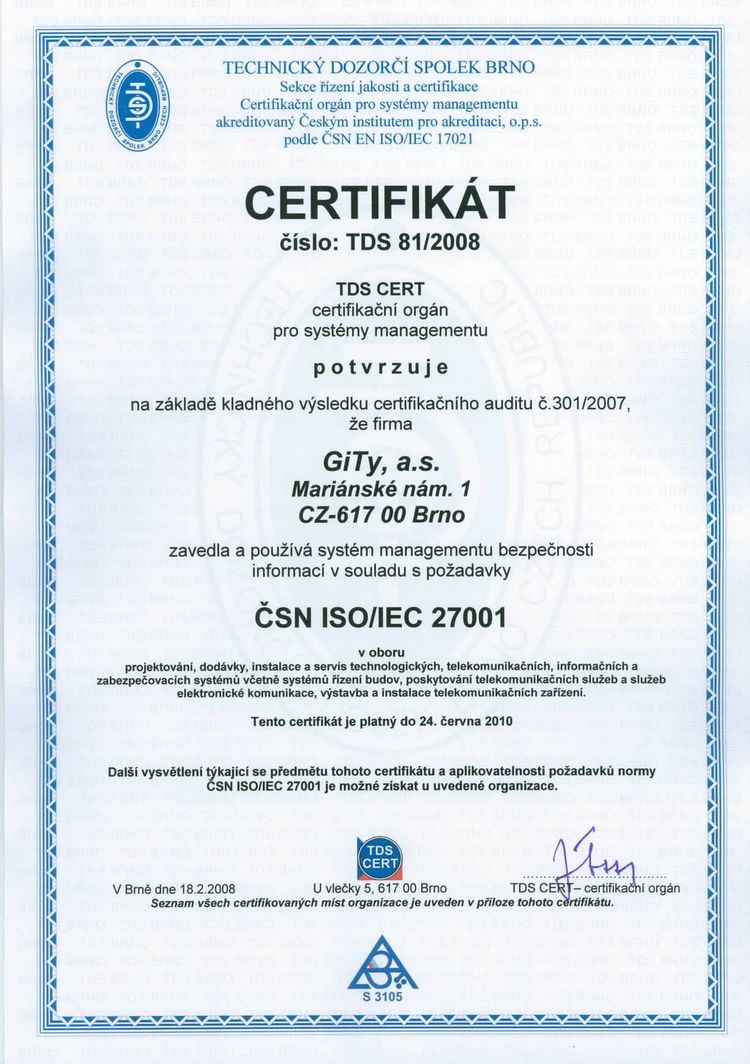 TECHNICKÝ DOZORČÍ SPOLEK BRNO
Sekce řízení jakosti a certifikace
Certifikační orgán pro systémy managementu
akreditovaný Českým institutem pro akreditaci, o.p.s.
podle ČSN EN ISO/IEC 17021
TECHNICKÝ DOZORČÍ SPOLEK BRNO CZECH REPUBLIC
TDS
CERTIFIKÁT
číslo: TDS 81/2008
TDS CERT
certifikační orgán
pro systémy managementu
potvrzuje
na základě kladného výsledku certifikačního auditu č.301/2007,
že firma
GiTy, a.s.
Mariánské nám. 1
CZ-617 00 Brno
zavedla a používá systém managementu bezpečnosti
informací v souladu s požadavky
ČSN ISO/IEC 27001
v oboru
projektování, dodávky, instalace a servis technologických, telekomunikačních, informačních a
zabezpečovacích systémů včetně systémů řízení budov, poskytování telekomunikačních služeb a služeb
elektronické komunikace, výstavba a instalace telekomunikačních zařízení.
Tento certifikát je platný do 24. června 2010
Další vysvětlení týkající se předmětu tohoto certifikátu a aplikovatelnosti požadavků normy
ČSN ISO/IEC 27001 je možné získat u uvedené organizace.
TDS
CERT
V Brně dne 18.2.2008
U vlečky 5, 617 00 Brno
TDS CERT– certifikační orgán
Seznam všech certifikovaných míst organizace je uveden v příloze tohoto certifikátu.
S 3105